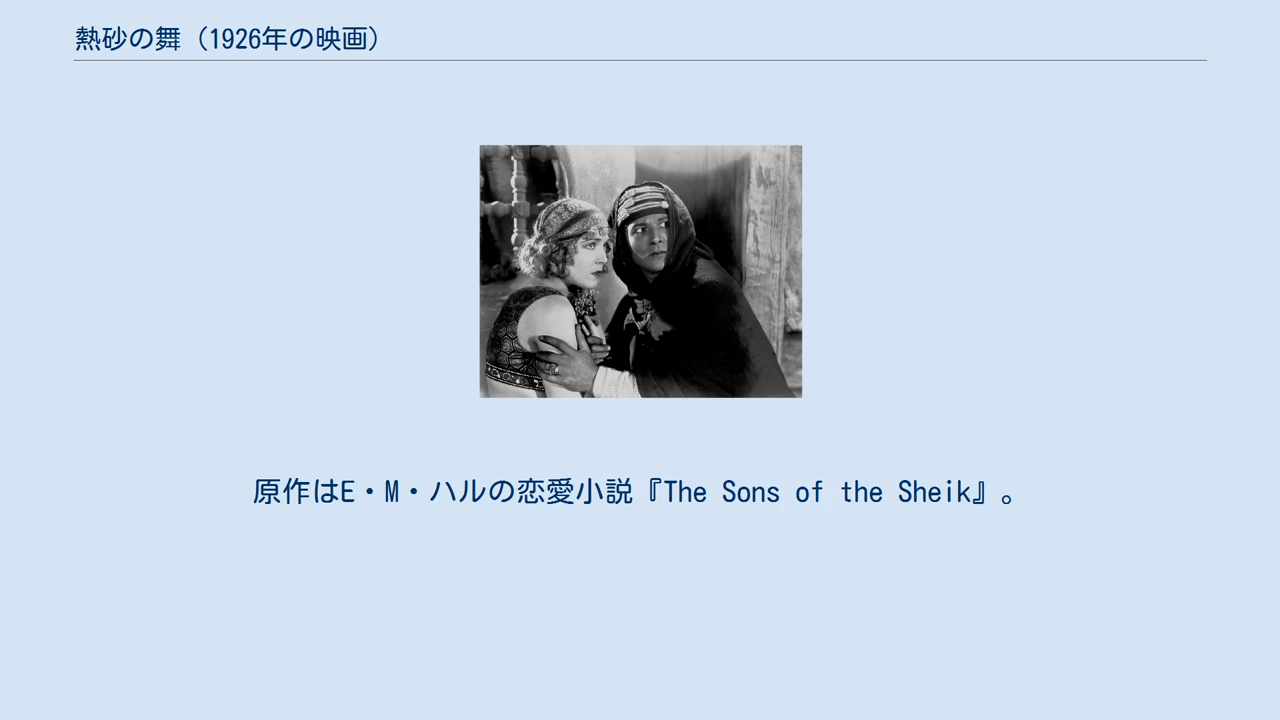 熱砂の舞（1926年の映画）
原作はE・M・ハルの恋愛小説『The Sons of the Sheik』。